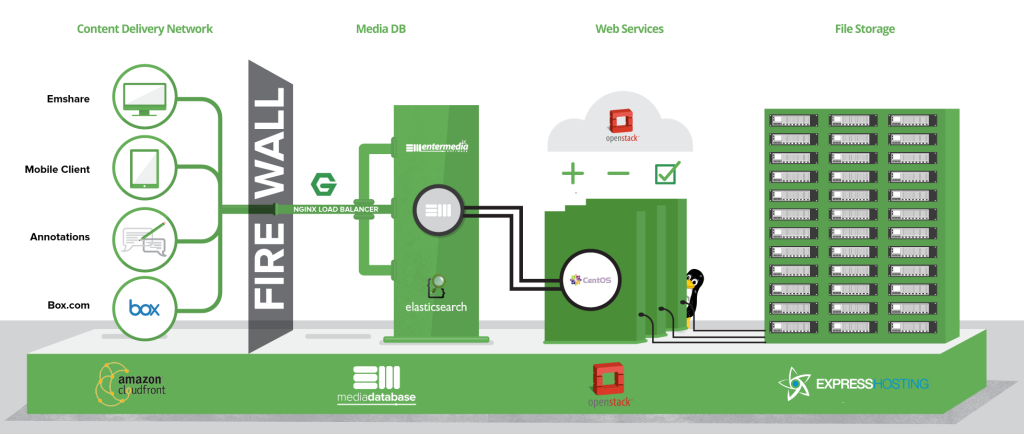 Content Delivery Network
Media DB
Web Services
File Storage
Emshare
Mobile Client
Annotations
Box.com
box
FIRE WALL
NGINX LOAD BALANCER
entermedia
elasticsearch
openstack
CentOS
amazon
cloudfront
mediadatabase
openstack
EXPRESSHOSTING